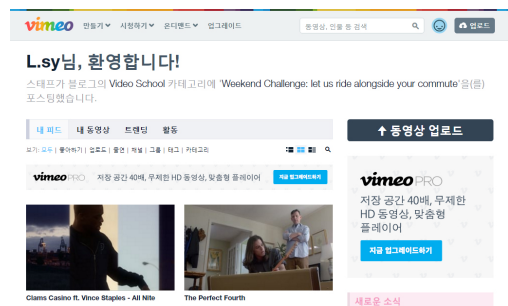 vimeo 만들기 시청하기 온디맨드 업그레이드 동영상, 인물 등 검색 업로드
L.sy님, 환영합니다!
스태프가 블로그의 Video School 카테고리에 'Weekend Challenge: let us ride alongside your commute'을(를)
포스팅했습니다.
내 피드 내 동영상 트렌딩 활동
보기: 모두 | 좋아하기 | 업로드 | 출연 | 채널 | 그룹 | 태그 | 카테고리
동영상 업로드
vimeo PRO 저장 공간 40배, 무제한 HD 동영상, 맞춤형 플레이어 지금 업그레이드하기
vimeo PRO
저장 공간 40배, 무제한
HD 동영상, 맞춤형
플레이어
지금 업그레이드하기
Clams Casino ft. Vince Staples - All Nite
The Perfect Fourth
새로운 소식